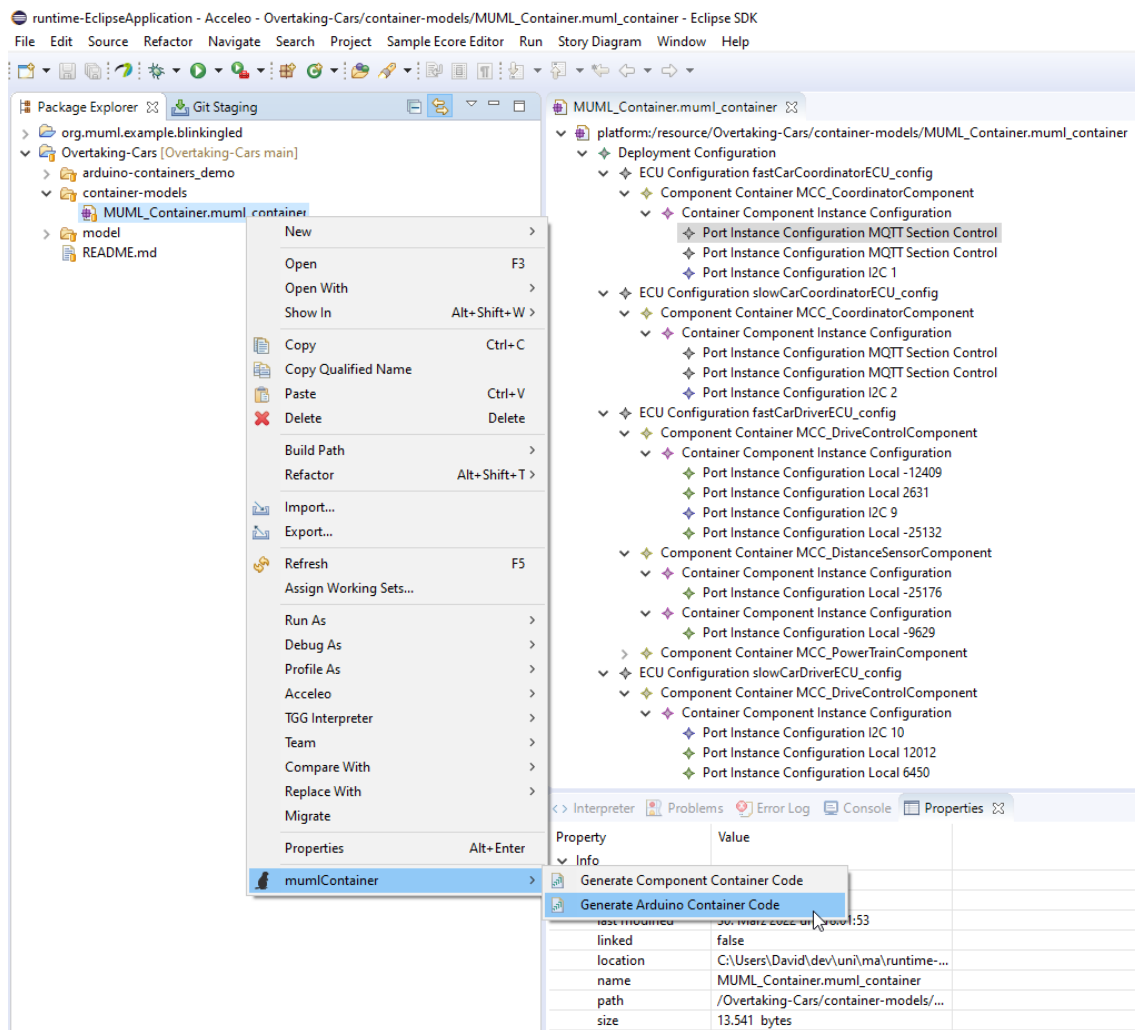 runtime-EclipseApplication - Acceleo - Overtaking-Cars/container-models/MUML_Container.muml_container - Eclipse SDK
File Edit Source Refactor Navigate Search Project Sample Ecore Editor Run Story Diagram Window Help
Package Explorer Git Staging
org.muml.example.blinkingled
Overtaking-Cars [Overtaking-Cars main]
arduino-containers_demo
container-models
MUML_Container.muml_container
model
README.md
New
Open F3
Open With
Show In Alt+Shift+W
Copy Ctrl+C
Copy Qualified Name
Paste Ctrl+V
Delete Delete
Build Path
Refactor Alt+Shift+T
Import...
Export...
Refresh F5
Assign Working Sets...
Run As
Debug As
Profile As
Acceleo
TGG Interpreter
Team
Compare With
Replace With
Migrate
Properties Alt+Enter
mumlContainer
Generate Component Container Code
Generate Arduino Container Code
MUML_Container.muml_container
platform:/resource/Overtaking-Cars/container-models/MUML_Container.muml_container
Deployment Configuration
ECU Configuration fastCarCoordinatorECU_config
Component Container MCC_CoordinatorComponent
Container Component Instance Configuration
Port Instance Configuration MQTT Section Control
Port Instance Configuration MQTT Section Control
Port Instance Configuration I2C 1
ECU Configuration slowCarCoordinatorECU_config
Component Container MCC_CoordinatorComponent
Container Component Instance Configuration
Port Instance Configuration MQTT Section Control
Port Instance Configuration MQTT Section Control
Port Instance Configuration I2C 2
ECU Configuration fastCarDriverECU_config
Component Container MCC_DriveControlComponent
Container Component Instance Configuration
Port Instance Configuration Local -12409
Port Instance Configuration Local 2631
Port Instance Configuration I2C 9
Port Instance Configuration Local -25132
Component Container MCC_DistanceSensorComponent
Container Component Instance Configuration
Port Instance Configuration Local -25176
Container Component Instance Configuration
Port Instance Configuration Local -9629
Component Container MCC_PowerTrainComponent
ECU Configuration slowCarDriverECU_config
Component Container MCC_DriveControlComponent
Container Component Instance Configuration
Port Instance Configuration I2C 10
Port Instance Configuration Local 12012
Port Instance Configuration Local 6450
Interpreter Problems Error Log Console Properties
Property Value
Info
last modified 30. März 2022
linked false
location C:\Users\David\dev\uni\ma\runtime-...
name MUML_Container.muml_container
path /Overtaking-Cars/container-models/...
size 13.541 bytes